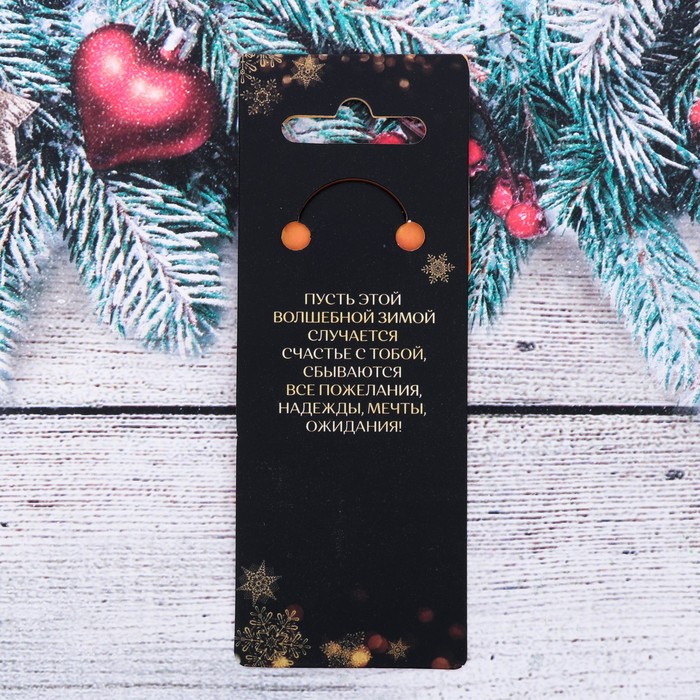 ПУСТЬ ЭТОЙ
ВОЛШЕБНОЙ ЗИМОЙ
СЛУЧАЕТСЯ
СЧАСТЬЕ С ТОБОЙ,
СБЫВАЮТСЯ
ВСЕ ПОЖЕЛАНИЯ,
НАДЕЖДЫ, МЕЧТЫ,
ОЖИДАНИЯ!